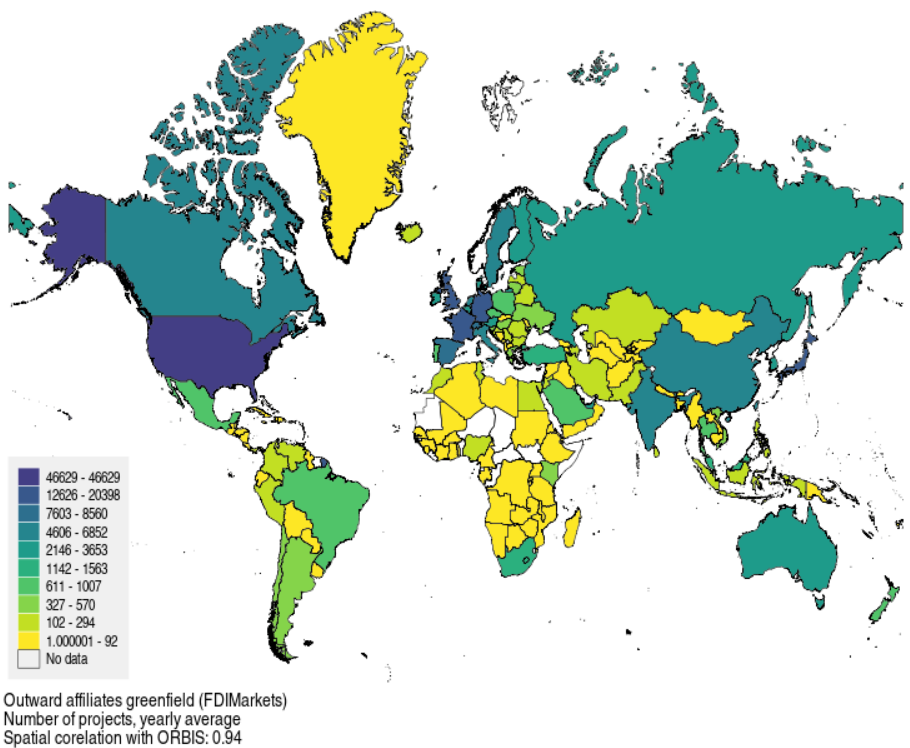 46629 - 46629
12626 - 20398
7603 - 8560
4606 - 6852
2146 - 3653
1142 - 1563
611 - 1007
327 - 570
102 - 294
1.000001 - 92
No data
Outward affiliates greenfield (FDIMarkets)
Number of projects, yearly average
Spatial corelation with ORBIS: 0.94